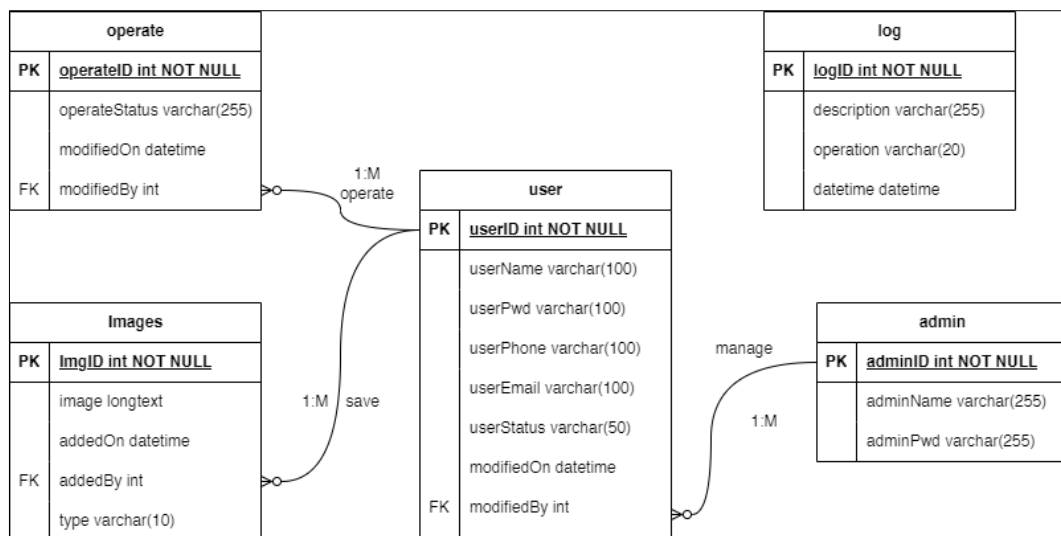 operate
PK operateID int NOT NULL
operateStatus varchar(255)
modifiedOn datetime
FK modifiedBy int
log
PK logID int NOT NULL
description varchar(255)
operation varchar(20)
datetime datetime
1:M
operate
user
PK userID int NOT NULL
userName varchar(100)
userPwd varchar(100)
userPhone varchar(100)
userEmail varchar(100)
userStatus varchar(50)
modifiedOn datetime
FK modifiedBy int
Images
PK ImgID int NOT NULL
image longtext
addedOn datetime
FK addedBy int
type varchar(10)
1:M save
manage
1:M
admin
PK adminID int NOT NULL
adminName varchar(255)
adminPwd varchar(255)